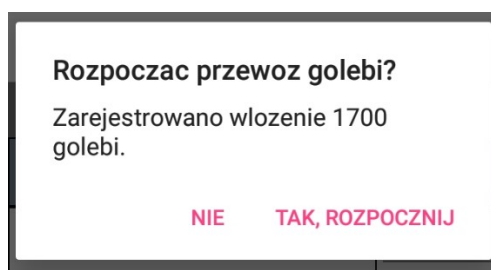 Rozpoczac przewoz golebi?
Zarejestrowano wlozenie 1700
golebi.
NIE TAK, ROZPOCZNIJ